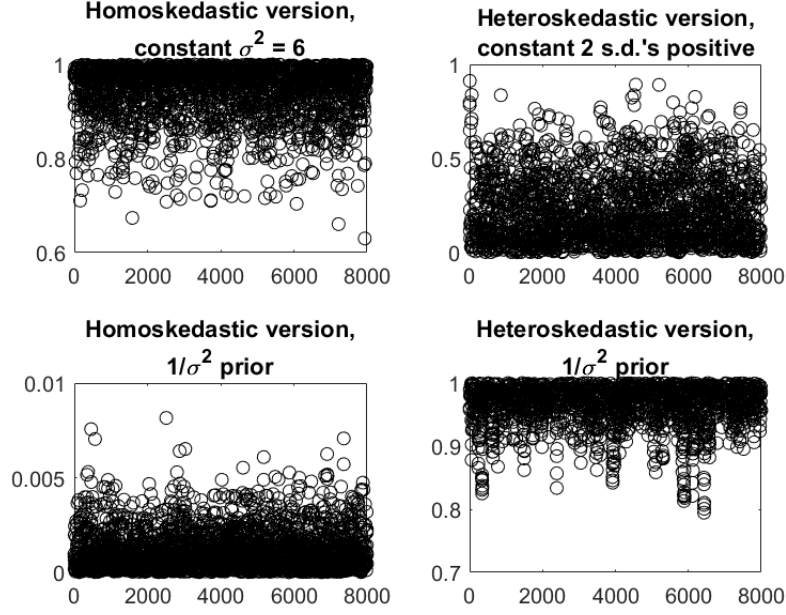 Homoskedastic version,
constant σ² = 6
1
0.8
0.6
0 2000 4000 6000 8000
Heteroskedastic version,
constant 2 s.d.'s positive
1
0.5
0
0 2000 4000 6000 8000
Homoskedastic version,
1/σ² prior
0.01
0.005
0
0 2000 4000 6000 8000
Heteroskedastic version,
1/σ² prior
1
0.9
0.8
0.7
0 2000 4000 6000 8000